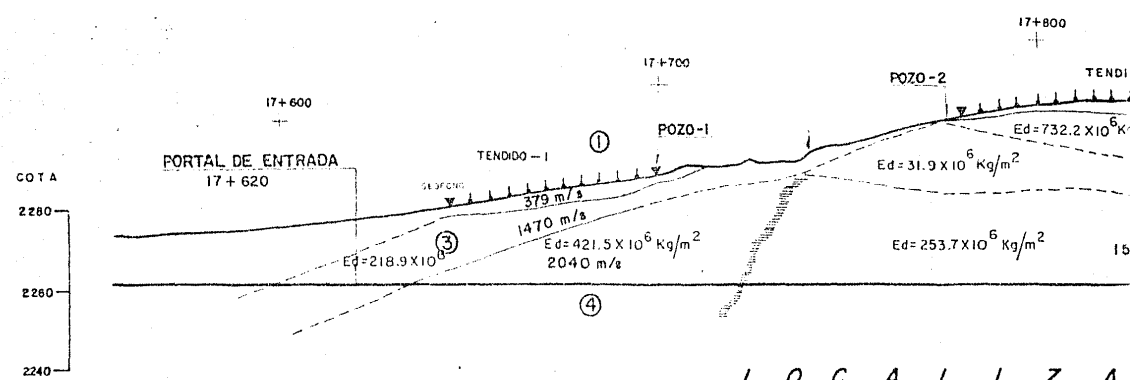 17+800
17+700
POZO-2
TENDI
17+600
Ed=732.2X10⁶ K
POZO-1
PORTAL DE ENTRADA
17+620
TENDIDO-1
①
Ed=31.9X10⁶ Kg/m²
COTA
GEOFONO
379 m/s
2280
1470 m/s
③
Ed=421.5X10⁶ Kg/m²
Ed=253.7X10⁶ Kg/m²
15
Ed=218.9X10⁶
2040 m/s
2260
④
2240
L O C A L I Z A